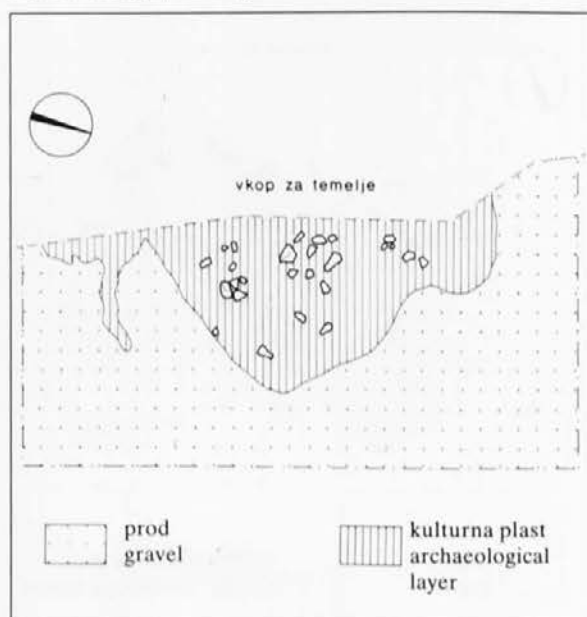 vkop za temelje
prod
gravel
kulturna plast
archaeological
layer